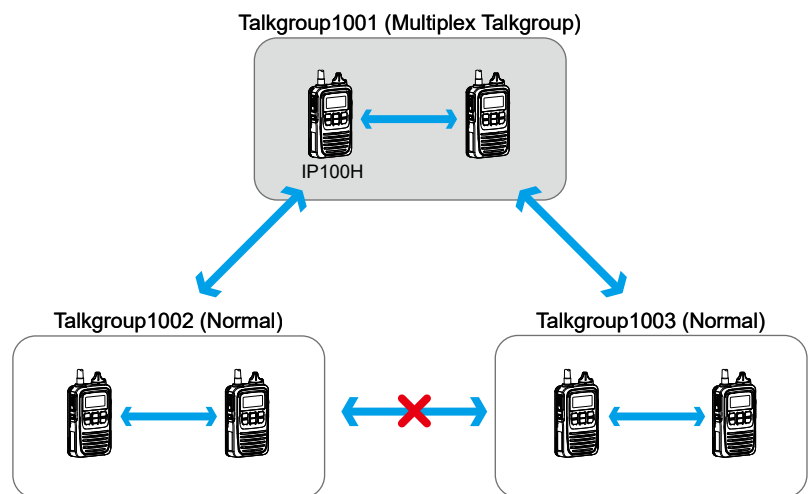 Talkgroup1001 (Multiplex Talkgroup)
IP100H
Talkgroup1002 (Normal)
Talkgroup1003 (Normal)